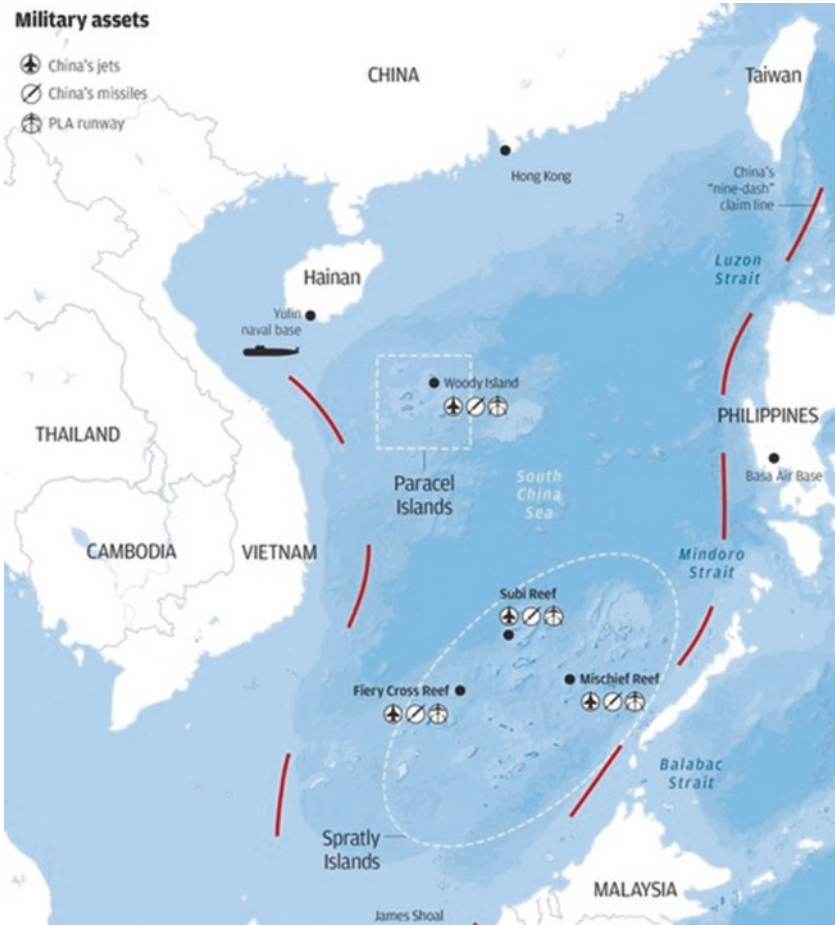 Military assets
China's jets
China's missiles
PLA runway
CHINA
Taiwan
Hong Kong
China's
"nine-dash"
claim line
Luzon
Strait
Hainan
Yulin
naval base
Woody Island
Paracel
Islands
THAILAND
PHILIPPINES
Basa Air Base
South
China
Sea
CAMBODIA
VIETNAM
Mindoro
Strait
Subi Reef
Mischief Reef
Fiery Cross Reef
Balabac
Strait
Spratly
Islands
MALAYSIA
James Shoal